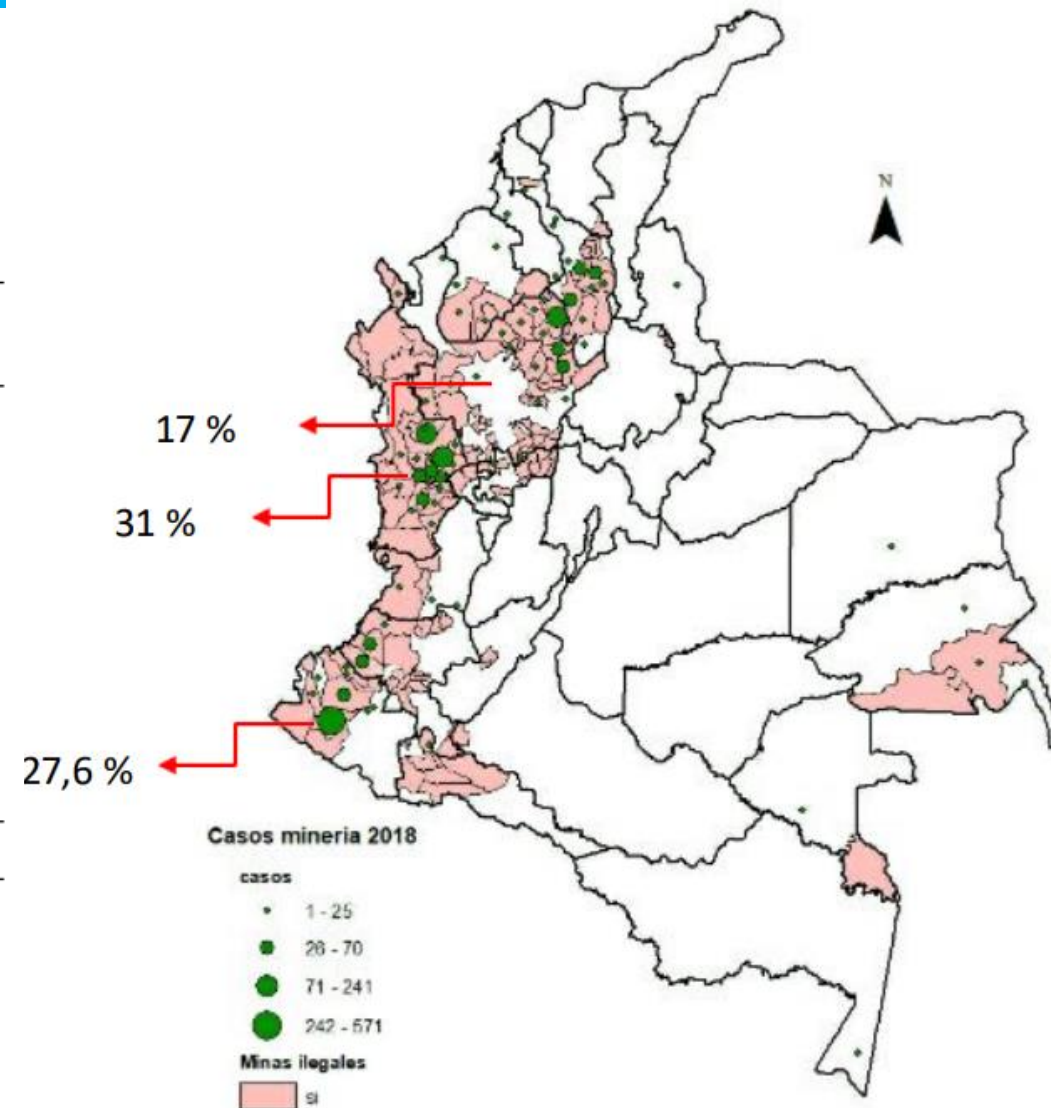 N
17 %
31 %
27,6 %
Casos mineria 2018
casos
1 - 25
26 - 70
71 - 241
242 - 571
Minas ilegales
SI